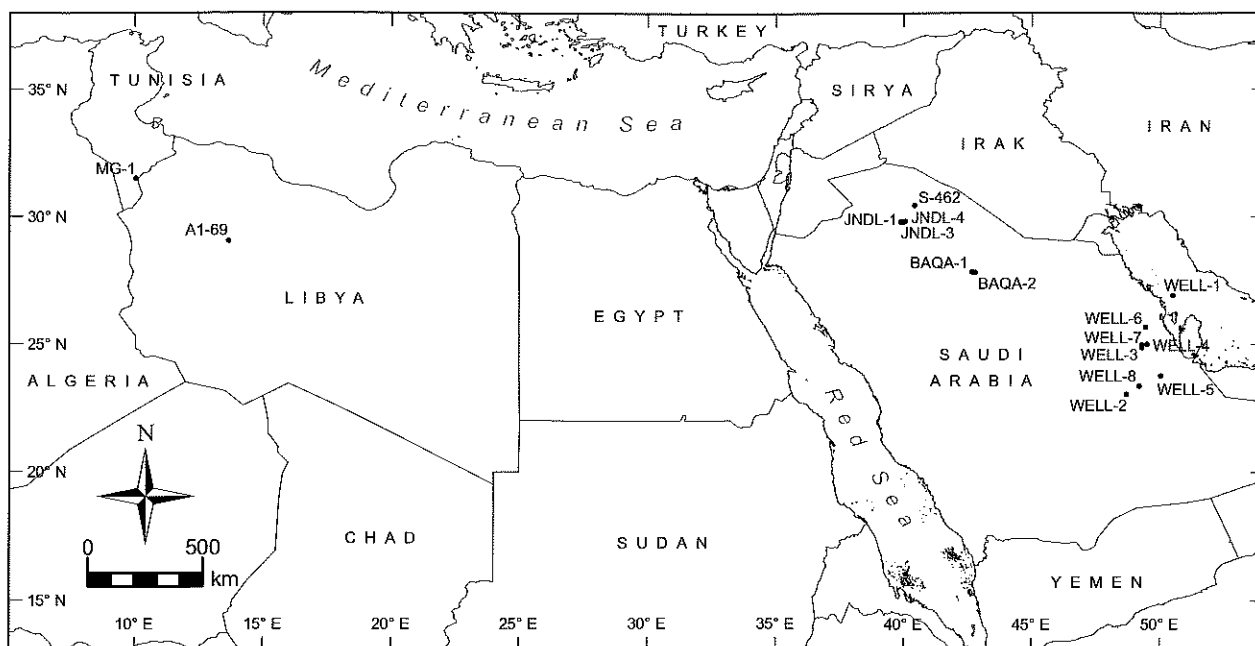 TURKEY
35° N
TUNISIA
Mediterranean Sea
SIRYA
IRAN
IRAK
MG-1
S-462
30° N
JNDL-1
JNDL-4
JNDL-3
A1-69
BAQA-1
BAQA-2
WELL-1
LIBYA
EGYPT
WELL-6
WELL-7
WELL-4
25° N
WELL-3
SAUDI
ARABIA
ALGERIA
WELL-8
WELL-5
WELL-2
Red Sea
N
20° N
0 500
km
CHAD
SUDAN
YEMEN
15° N
10° E 15° E 20° E 25° E 30° E 35° E 40° E 45° E 50° E